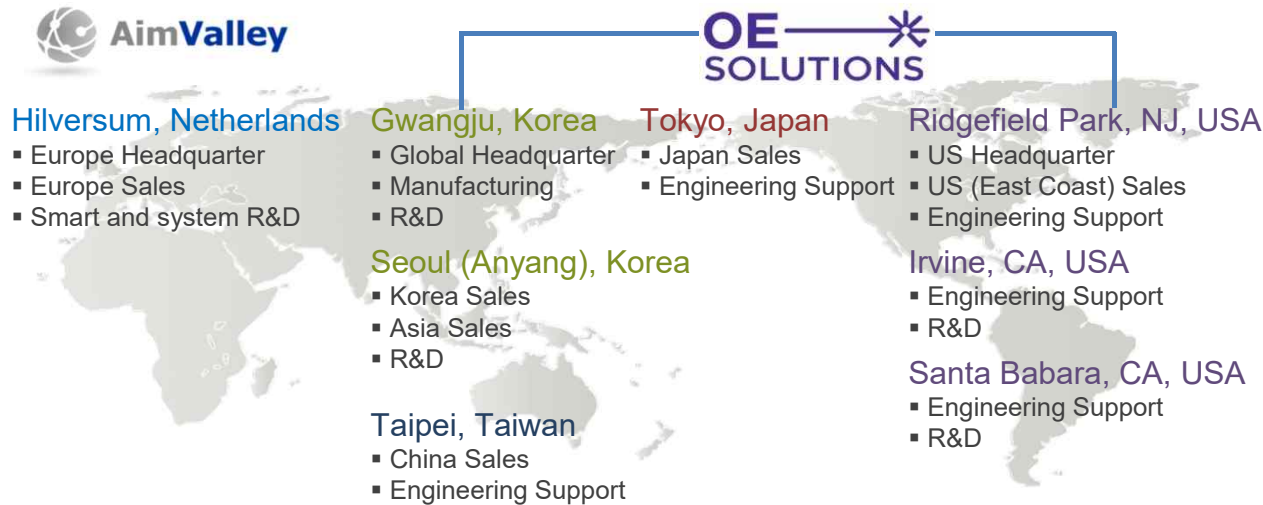 AimValley
OE
SOLUTIONS
Hilversum, Netherlands
▪ Europe Headquarter
▪ Europe Sales
▪ Smart and system R&D
Gwangju, Korea
▪ Global Headquarter
▪ Manufacturing
▪ R&D
Seoul (Anyang), Korea
▪ Korea Sales
▪ Asia Sales
▪ R&D
Taipei, Taiwan
▪ China Sales
▪ Engineering Support
Tokyo, Japan
▪ Japan Sales
▪ Engineering Support
Ridgefield Park, NJ, USA
▪ US Headquarter
▪ US (East Coast) Sales
▪ Engineering Support
Irvine, CA, USA
▪ Engineering Support
▪ R&D
Santa Babara, CA, USA
▪ Engineering Support
▪ R&D